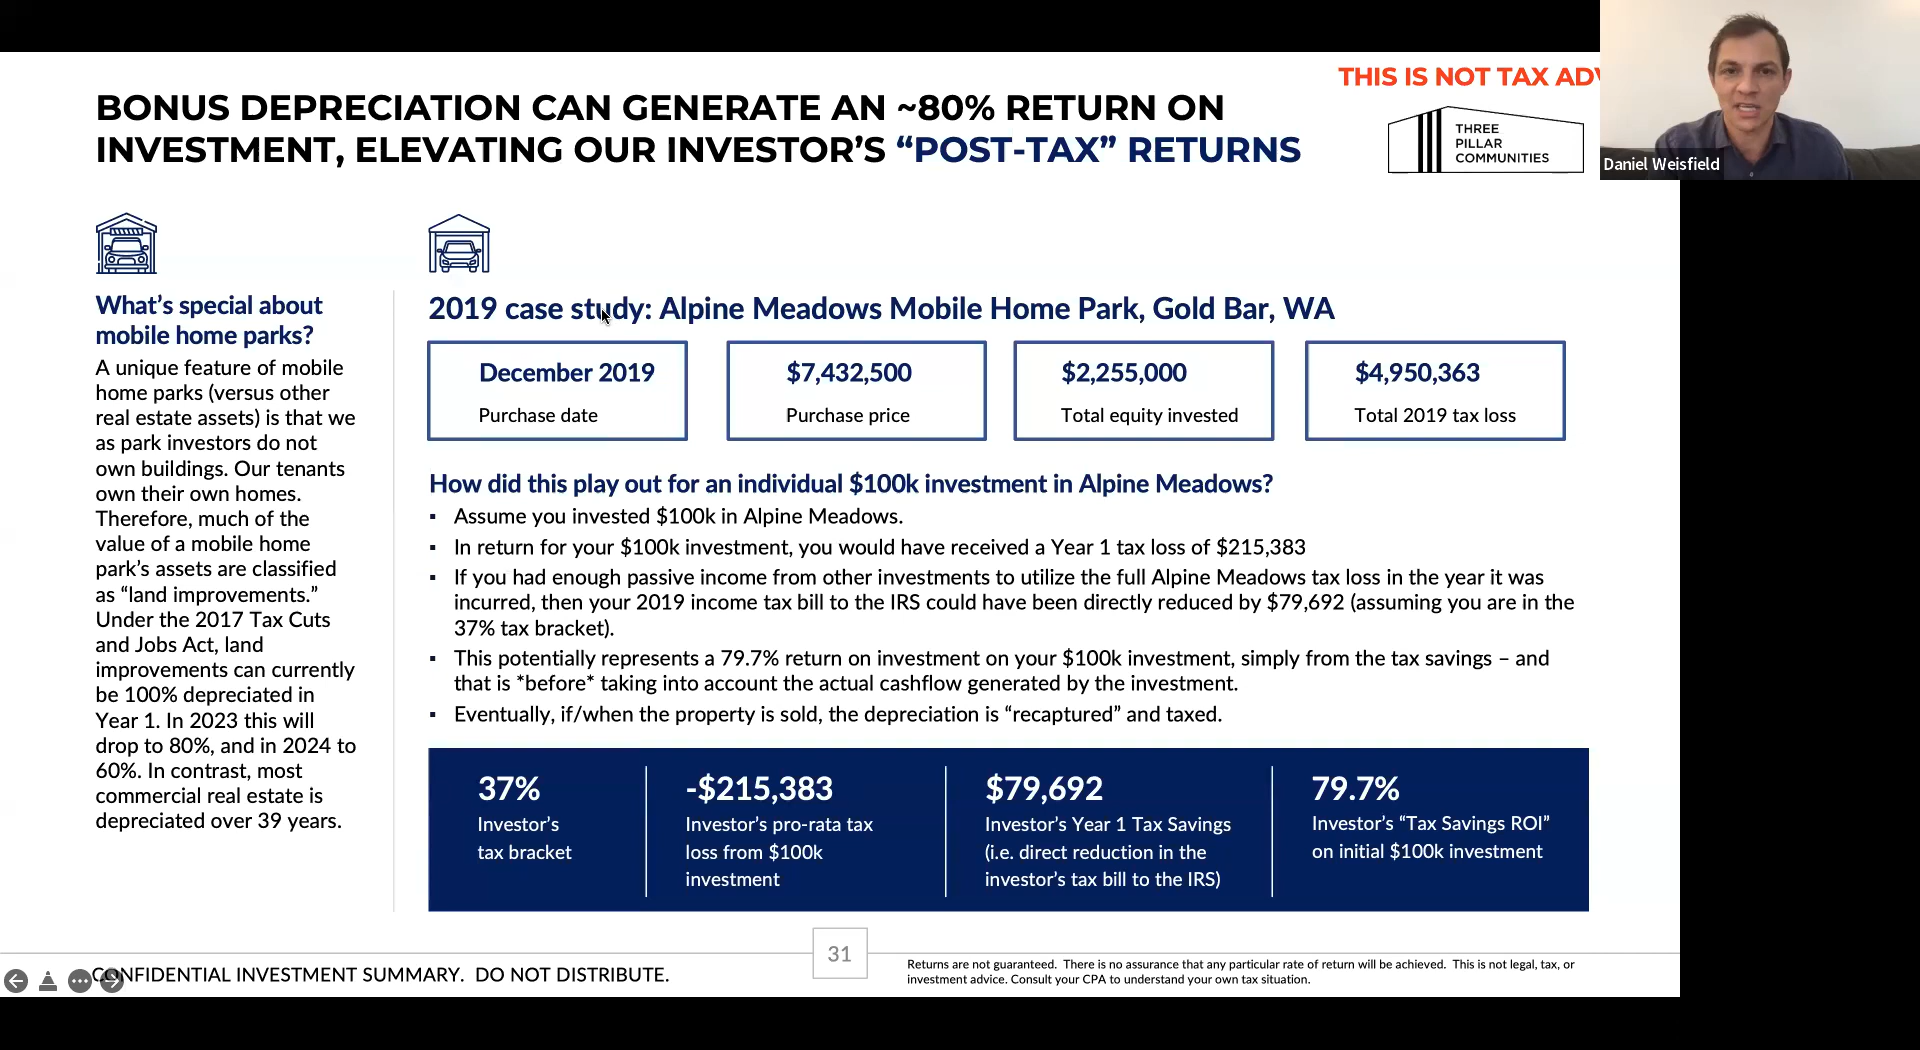 THIS IS NOT TAX ADV
BONUS DEPRECIATION CAN GENERATE AN ~80% RETURN ON
INVESTMENT, ELEVATING OUR INVESTOR’S “POST-TAX” RETURNS
THREE
PILLAR
COMMUNITIES
Daniel Weisfield
What’s special about
mobile home parks?
A unique feature of mobile
home parks (versus other
real estate assets) is that we
as park investors do not
own buildings. Our tenants
own their own homes.
Therefore, much of the
value of a mobile home
park’s assets are classified
as “land improvements.”
Under the 2017 Tax Cuts
and Jobs Act, land
improvements can currently
be 100% depreciated in
Year 1. In 2023 this will
drop to 80%, and in 2024 to
60%. In contrast, most
commercial real estate is
depreciated over 39 years.
2019 case study: Alpine Meadows Mobile Home Park, Gold Bar, WA
December 2019
Purchase date
$7,432,500
Purchase price
$2,255,000
Total equity invested
$4,950,363
Total 2019 tax loss
How did this play out for an individual $100k investment in Alpine Meadows?
▪ Assume you invested $100k in Alpine Meadows.
▪ In return for your $100k investment, you would have received a Year 1 tax loss of $215,383
▪ If you had enough passive income from other investments to utilize the full Alpine Meadows tax loss in the year it was
incurred, then your 2019 income tax bill to the IRS could have been directly reduced by $79,692 (assuming you are in the
37% tax bracket).
▪ This potentially represents a 79.7% return on investment on your $100k investment, simply from the tax savings – and
that is *before* taking into account the actual cashflow generated by the investment.
▪ Eventually, if/when the property is sold, the depreciation is “recaptured” and taxed.
37%
Investor’s
tax bracket
-$215,383
Investor’s pro-rata tax
loss from $100k
investment
$79,692
Investor’s Year 1 Tax Savings
(i.e. direct reduction in the
investor’s tax bill to the IRS)
79.7%
Investor’s “Tax Savings ROI”
on initial $100k investment
31
CONFIDENTIAL INVESTMENT SUMMARY. DO NOT DISTRIBUTE.
Returns are not guaranteed. There is no assurance that any particular rate of return will be achieved. This is not legal, tax, or
investment advice. Consult your CPA to understand your own tax situation.